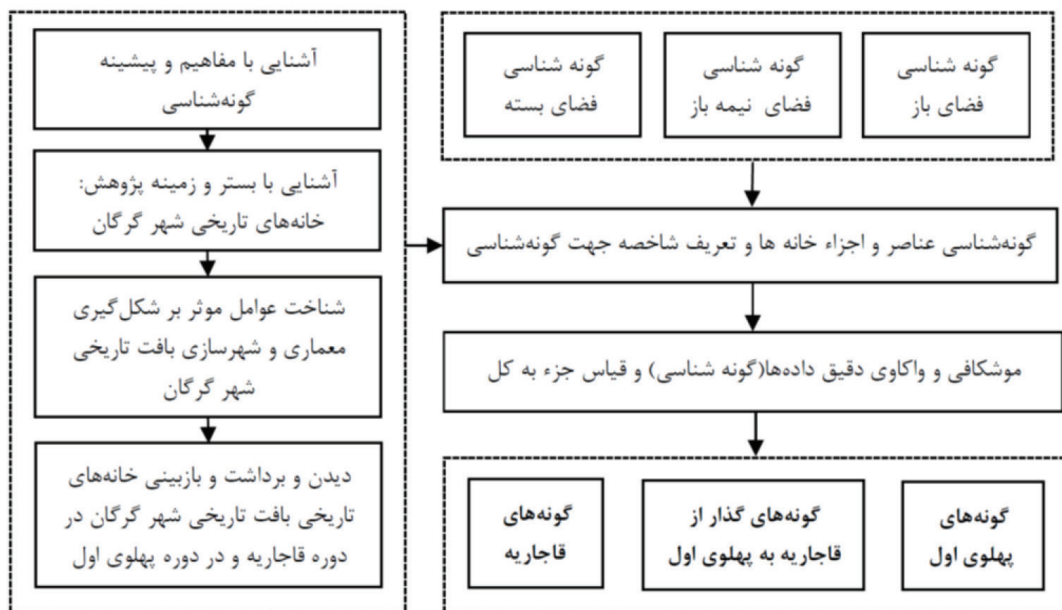 گونه شناسی
فضای باز
گونه شناسی
فضای نیمه باز
گونه شناسی
فضای بسته
گونه‌شناسی عناصر و اجزاء خانه ها و تعریف شاخصه جهت گونه‌شناسی
موشکافی و واکاوی دقیق داده‌ها(گونه شناسی) و قیاس جزء به کل
گونه‌های
پهلوی اول
گونه‌های گذار از
قاجاریه به پهلوی اول
گونه‌های
قاجاریه
آشنایی با مفاهیم و پیشینه
گونه‌شناسی
آشنایی با بستر و زمینه پژوهش:
خانه‌های تاریخی شهر گرگان
شناخت عوامل موثر بر شکل‌گیری
معماری و شهرسازی بافت تاریخی
شهر گرگان
دیدن و برداشت و بازبینی خانه‌های
تاریخی بافت تاریخی شهر گرگان در
دوره قاجاریه و در دوره پهلوی اول